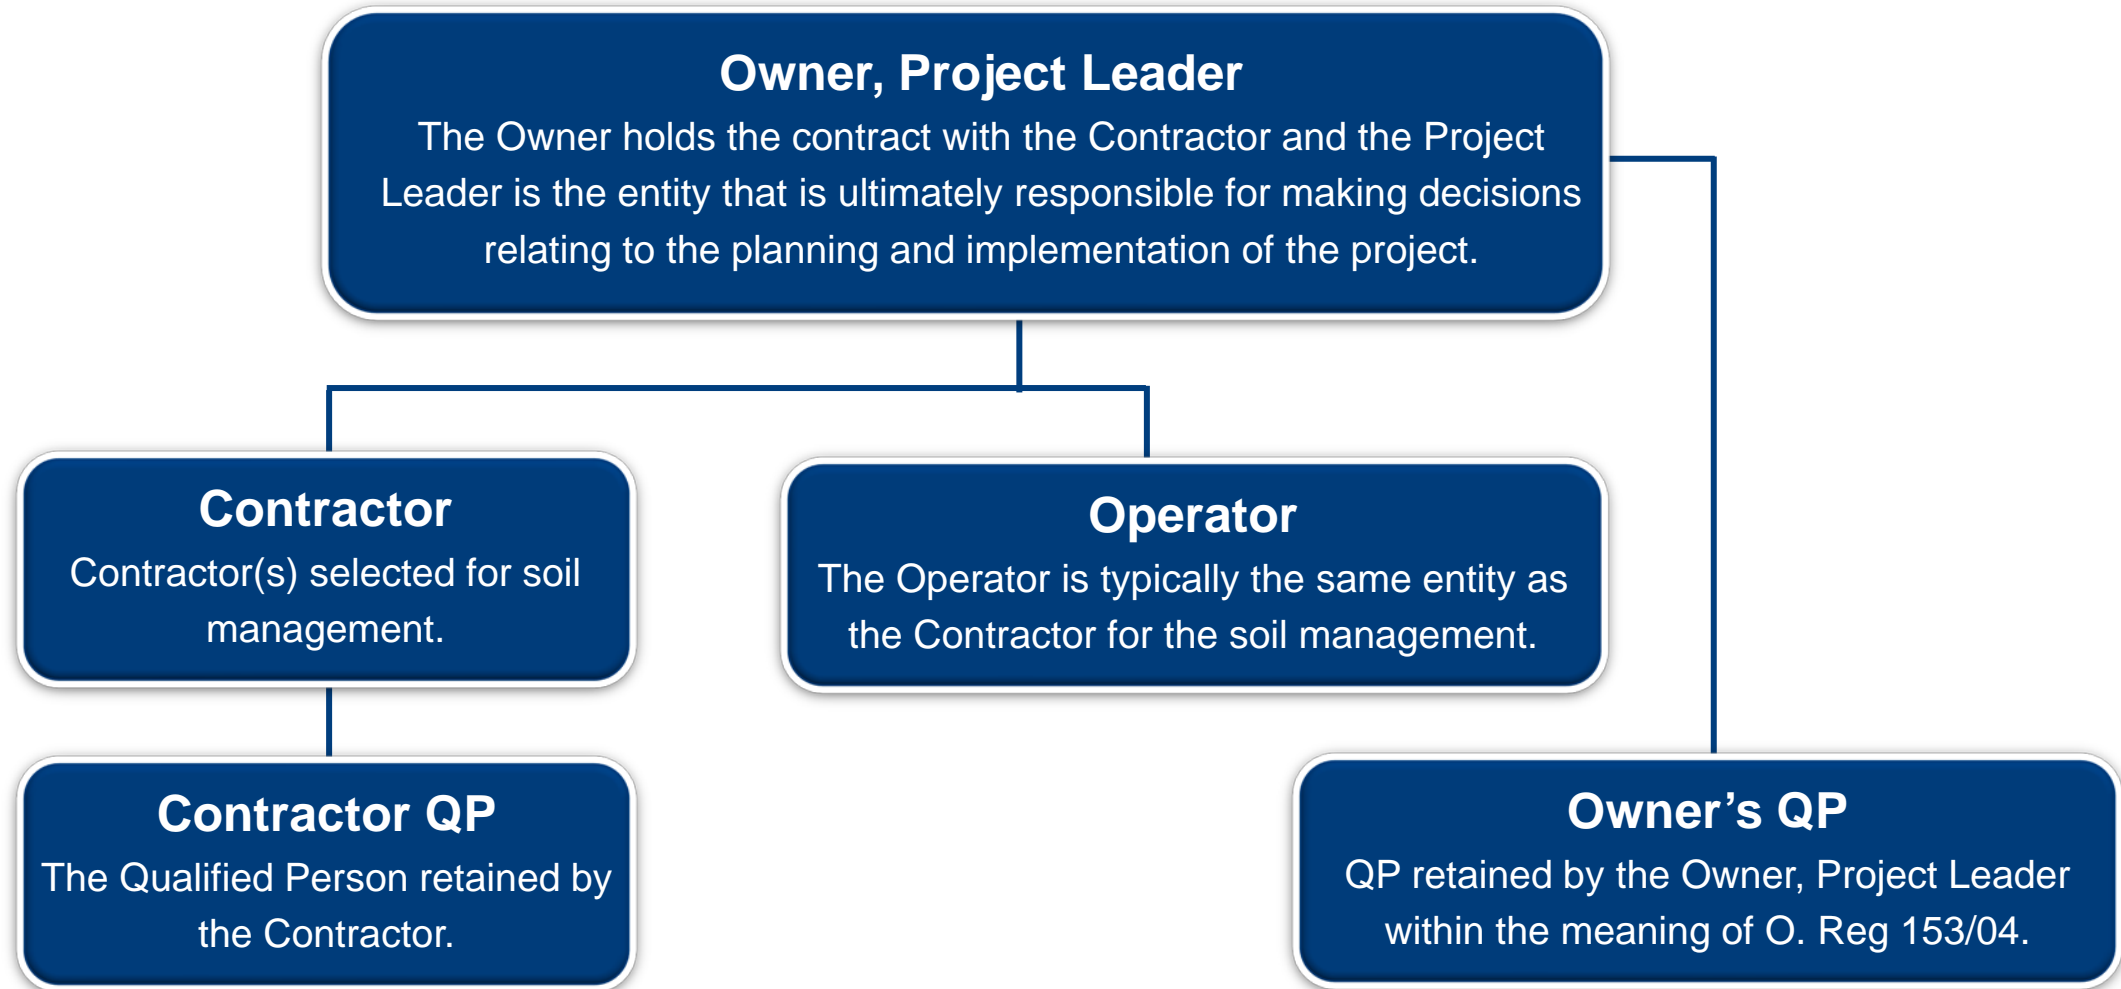 Owner, Project Leader
The Owner holds the contract with the Contractor and the Project
Leader is the entity that is ultimately responsible for making decisions
relating to the planning and implementation of the project.
Contractor
Contractor(s) selected for soil
management.
Operator
The Operator is typically the same entity as
the Contractor for the soil management.
Contractor QP
The Qualified Person retained by
the Contractor.
Owner’s QP
QP retained by the Owner, Project Leader
within the meaning of O. Reg 153/04.